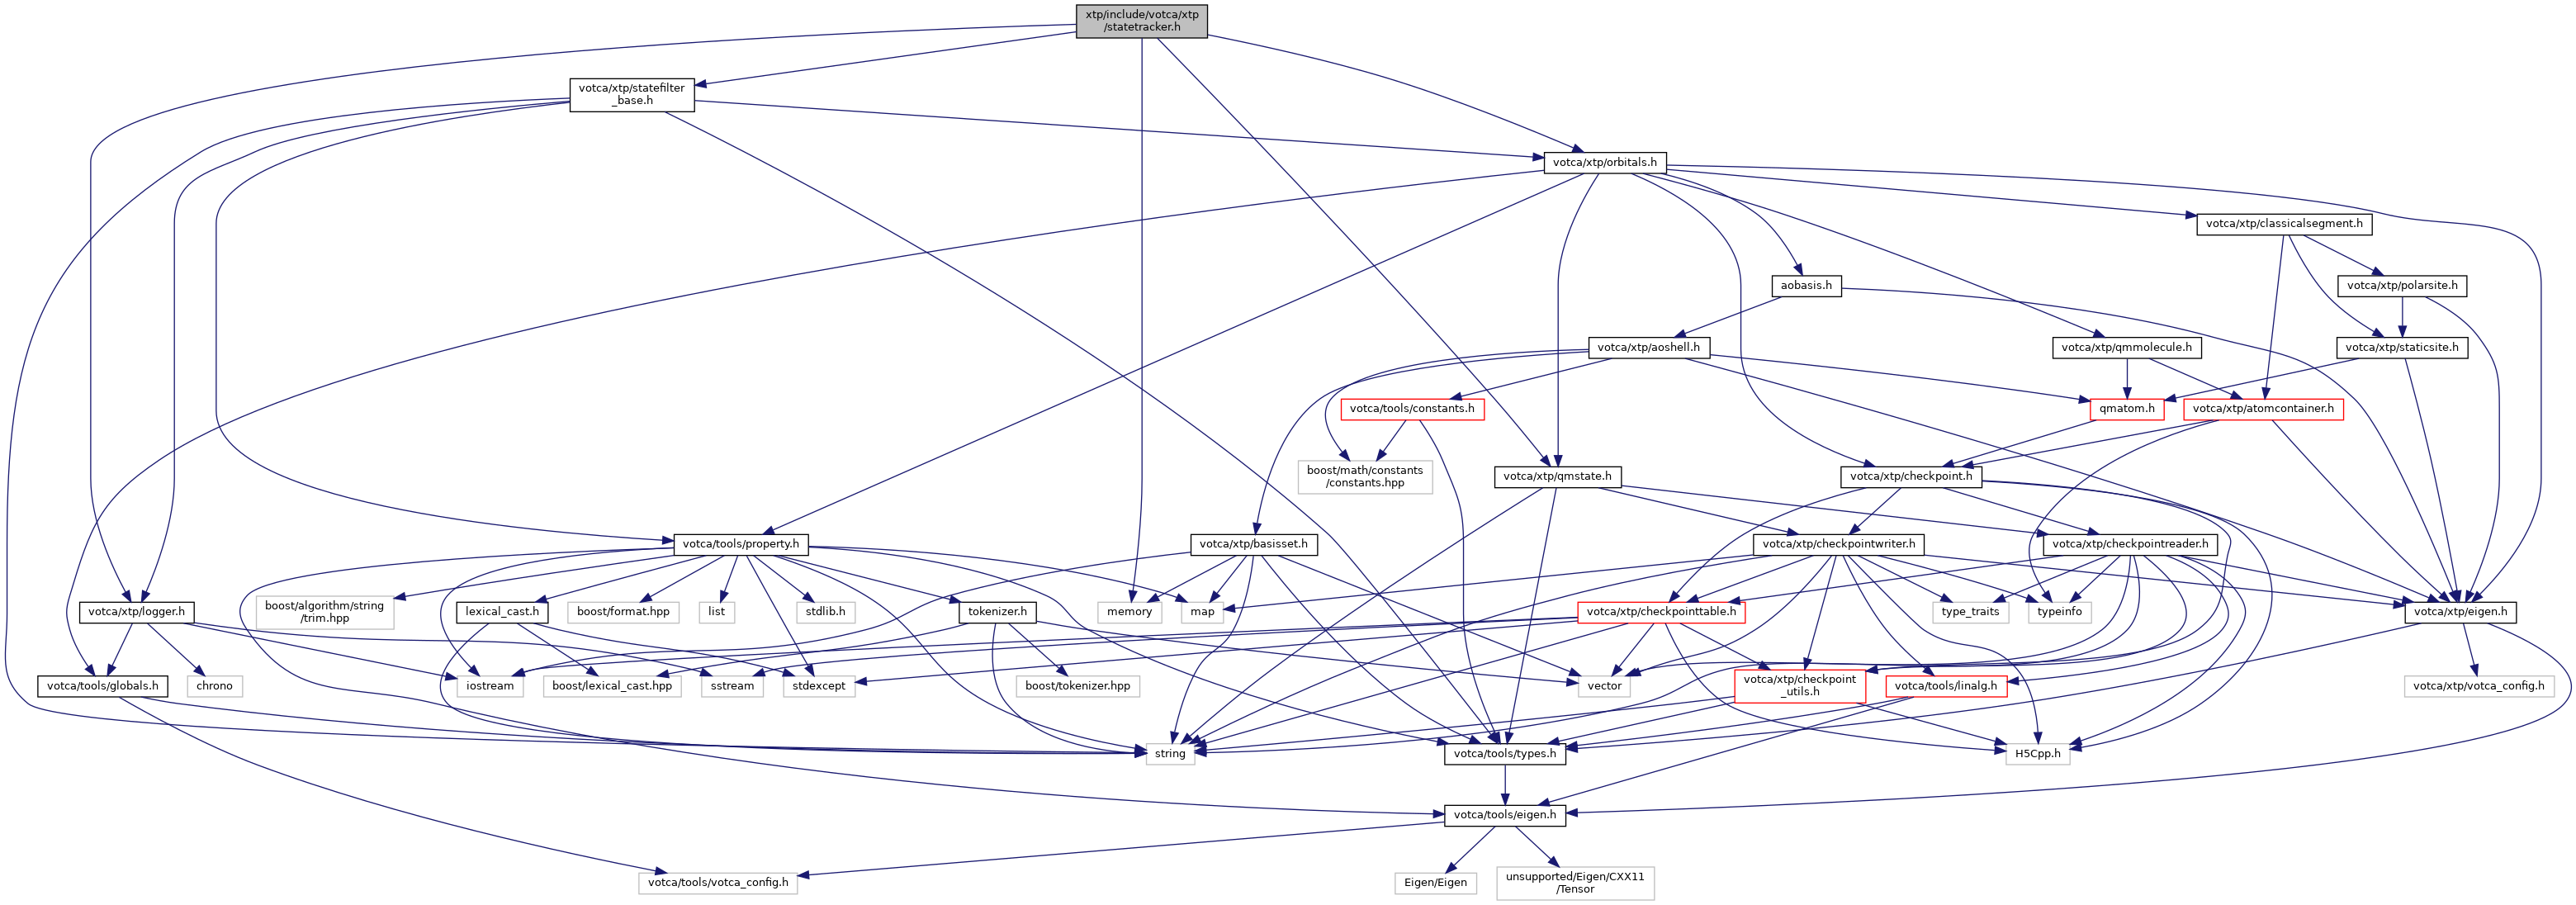 xtp/include/votca/xtp
/statetracker.h
votca/xtp/statefilter
_base.h
votca/xtp/orbitals.h
votca/xtp/classicalsegment.h
aobasis.h
votca/xtp/polarsite.h
votca/xtp/aoshell.h
votca/xtp/qmmolecule.h
votca/xtp/staticsite.h
votca/tools/constants.h
qmatom.h
votca/xtp/atomcontainer.h
boost/math/constants
/constants.hpp
votca/xtp/qmstate.h
votca/xtp/checkpoint.h
votca/tools/property.h
votca/xtp/basisset.h
votca/xtp/checkpointwriter.h
votca/xtp/checkpointreader.h
votca/xtp/logger.h
boost/algorithm/string
/trim.hpp
lexical_cast.h
boost/format.hpp
list
stdlib.h
tokenizer.h
memory
map
votca/xtp/checkpointtable.h
type_traits
typeinfo
votca/xtp/eigen.h
votca/tools/globals.h
chrono
iostream
boost/lexical_cast.hpp
sstream
stdexcept
boost/tokenizer.hpp
vector
votca/xtp/checkpoint
_utils.h
votca/tools/linalg.h
votca/xtp/votca_config.h
string
votca/tools/types.h
H5Cpp.h
votca/tools/eigen.h
votca/tools/votca_config.h
Eigen/Eigen
unsupported/Eigen/CXX11
/Tensor